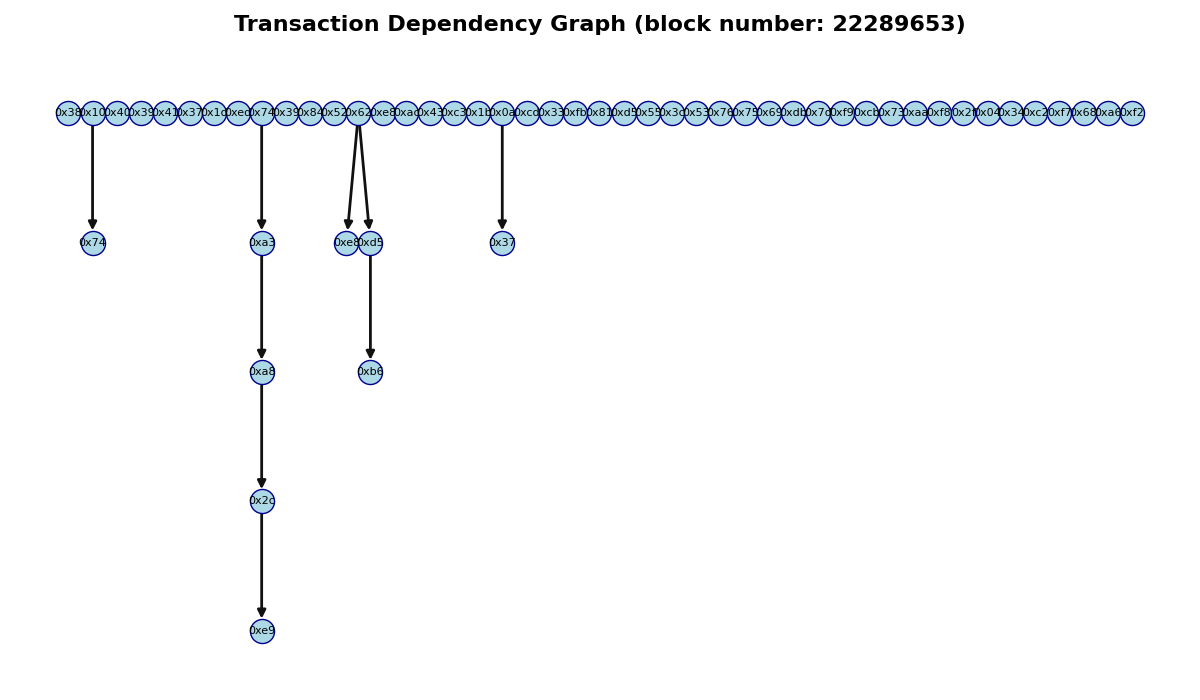 Transaction Dependency Graph (block number: 22289653)
0x38 0x10 0x40 0x39 0x41 0x37 0x1c 0xec 0x74 0x39 0x84 0x52 0x62 0xe8 0xac 0x43 0xc3 0x1b 0x0a 0xcc 0x33 0xfb 0x81 0xd5 0x55 0x3c 0x53 0x76 0x75 0x69 0xdb 0x7c 0xf9 0xcb 0x73 0xaa 0xf8 0x2f 0x04 0x34 0xc2 0xf7 0x68 0xa6 0xf2
0x74 0xa3 0xe8 0xd5 0x37
0xa8 0xb6
0x2c
0xe9